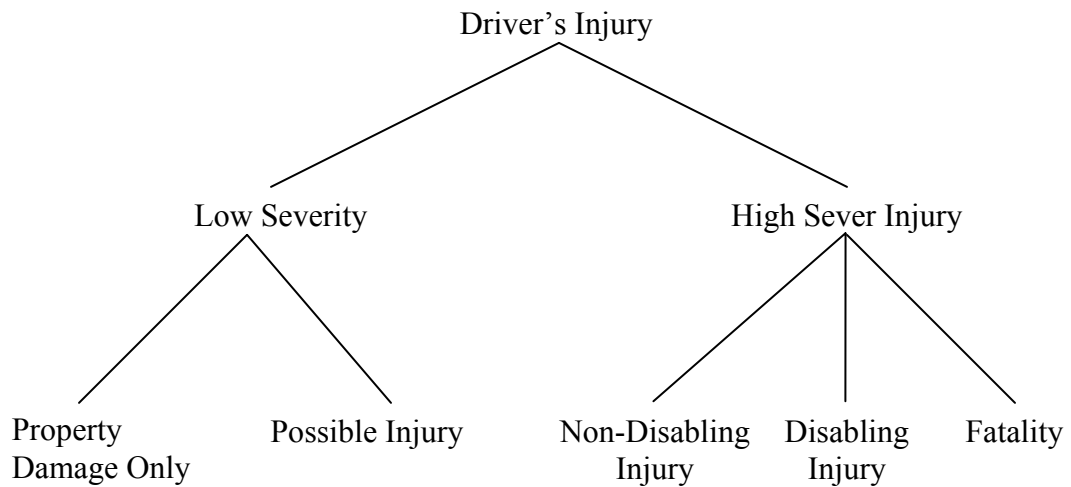 Driver’s Injury
Low Severity
High Sever Injury
Property
Damage Only
Possible Injury
Non-Disabling
Injury
Disabling
Injury
Fatality